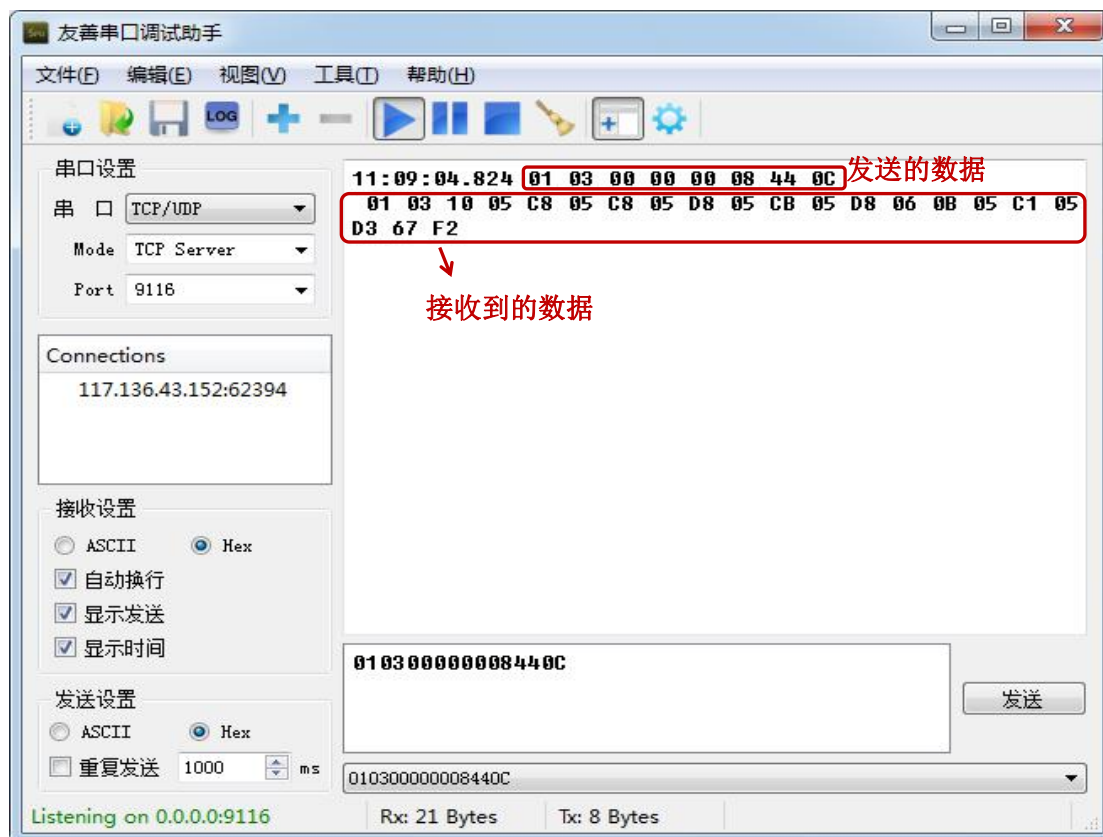 友善串口调试助手
文件(F) 编辑(E) 视图(V) 工具(T) 帮助(H)
LOG
串口设置
串 口 TCP/UDP
Mode TCP Server
Port 9116
Connections
117.136.43.152:62394
接收设置
ASCII Hex
自动换行
显示发送
显示时间
发送设置
ASCII Hex
重复发送 1000 ms
11:09:04.824 01 03 00 00 00 08 44 0C 发送的数据
01 03 10 05 C8 05 C8 05 D8 05 CB 05 D8 06 0B 05 C1 05
D3 67 F2
接收到的数据
010300000008440C
发送
010300000008440C
Listening on 0.0.0.0:9116 Rx: 21 Bytes Tx: 8 Bytes